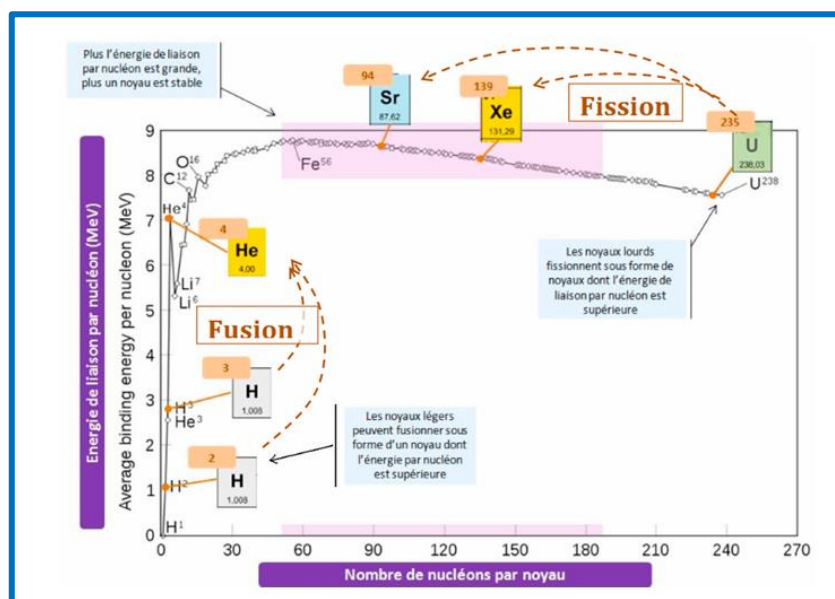 Plus l'énergie de liaison
par nucléon est grande,
plus un noyau est stable
94
Sr
87,62
139
Xe
131,29
Fission
235
U
238,03
Energie de liaison par nucléon (MeV)
Average binding energy per nucleon (MeV)
9
8
7
6
5
4
3
2
1
0
O16
C12
He4
Li7
Li6
H3
He3
H2
H1
Fe56
U238
4
He
4.00
Fusion
3
H
1,008
2
H
1,008
Les noyaux lourds
fissionnent sous forme de
noyaux dont l'énergie de
liaison par nucléon est
supérieure
Les noyaux légers
peuvent fusionner sous
forme d'un noyau dont
l'énergie par nucléon
est supérieure
0 30 60 90 120 150 180 210 240 270
Nombre de nucléons par noyau